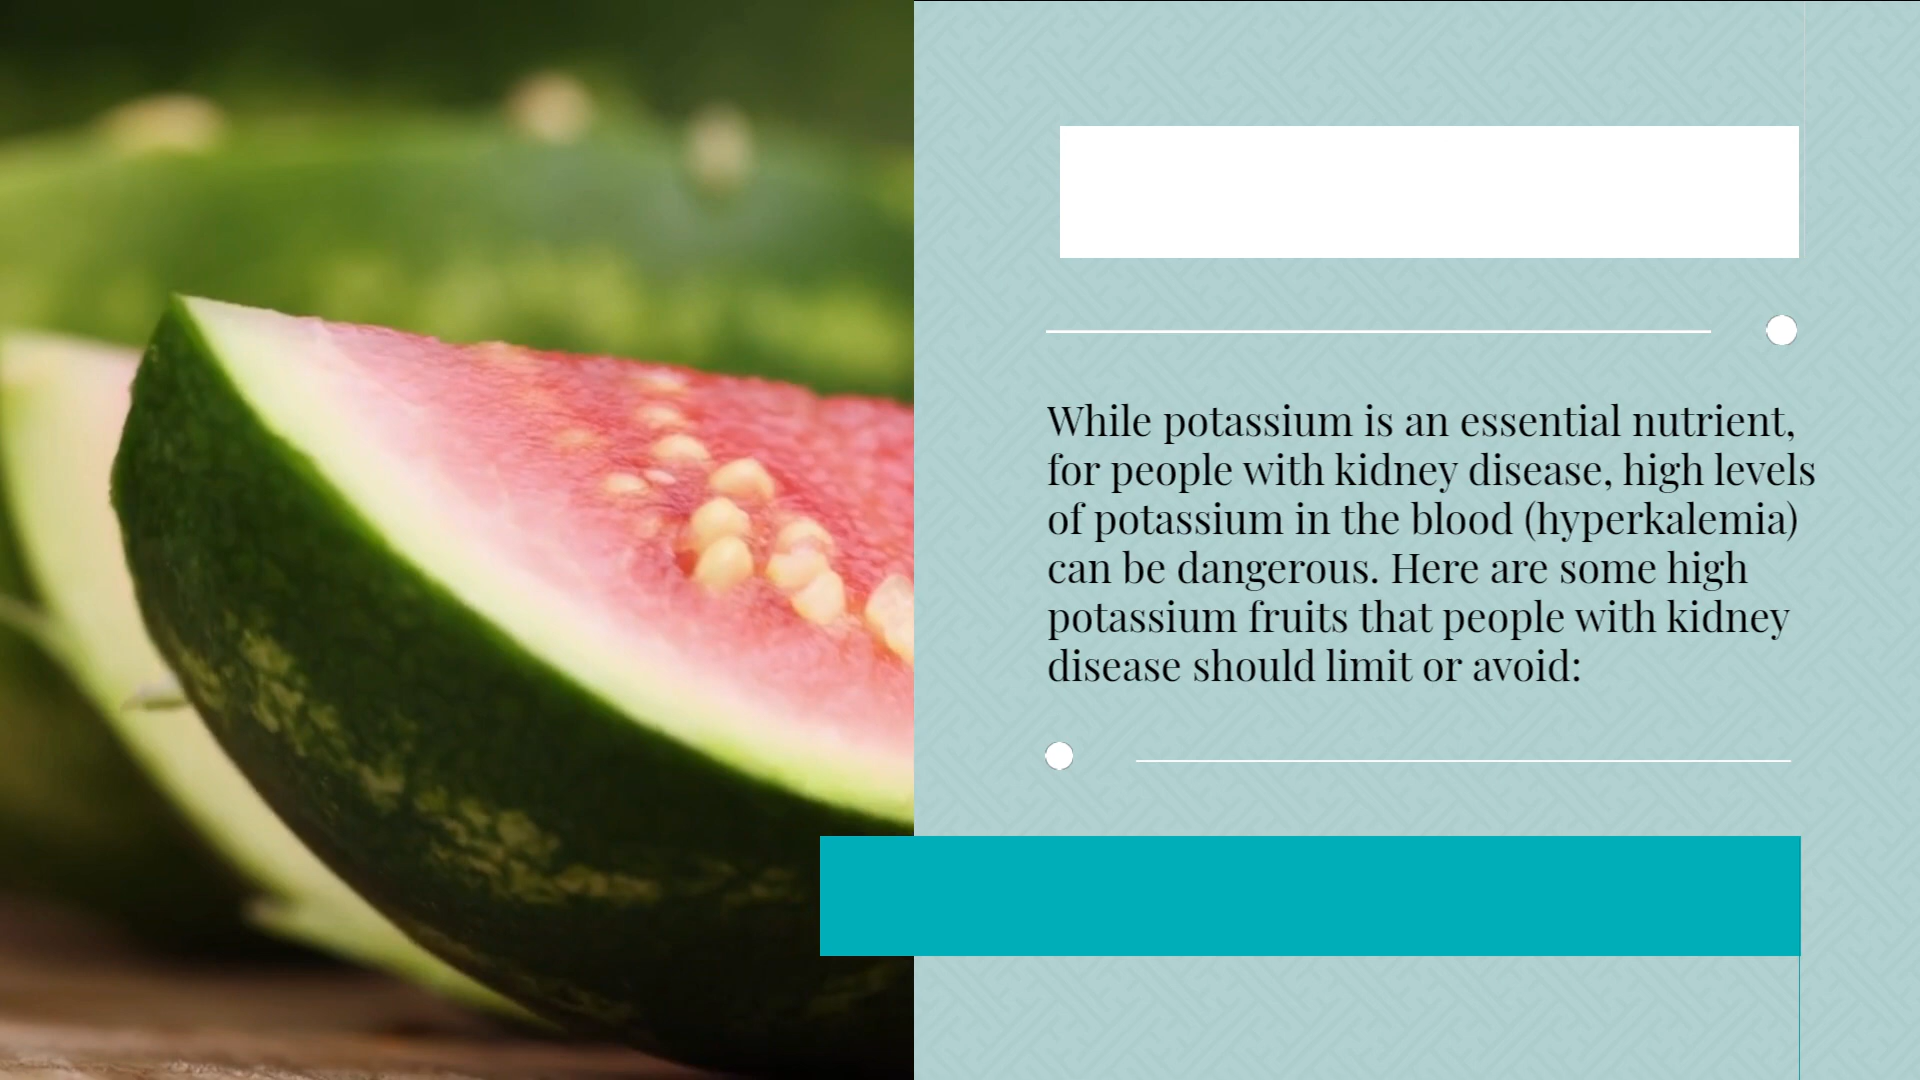 While potassium is an essential nutrient,
for people with kidney disease, high levels
of potassium in the blood (hyperkalemia)
can be dangerous. Here are some high
potassium fruits that people with kidney
disease should limit or avoid: